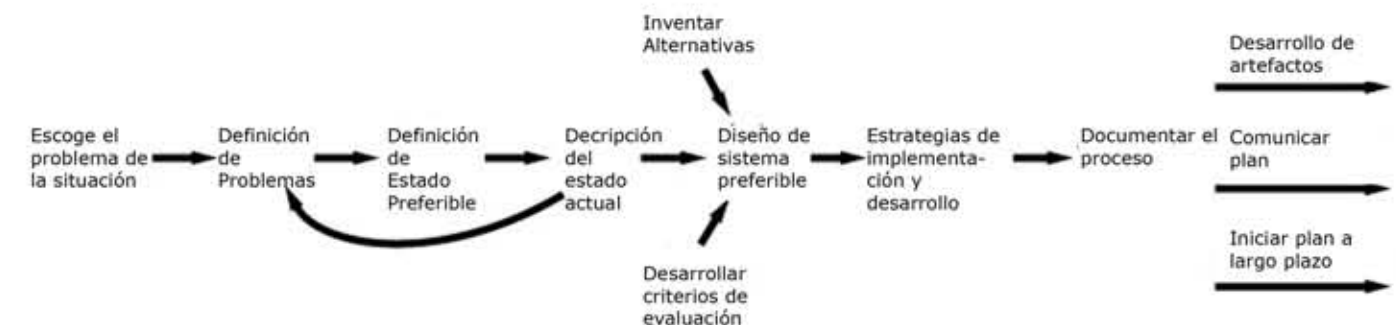 Inventar
Alternativas
Desarrollo de
artefactos
Escoge el
problema de
la situación
Definición
de
Problemas
Definición
de
Estado
Preferible
Decripción
del
estado
actual
Diseño de
sistema
preferible
Estrategias de
implementa-
ción y
desarrollo
Documentar el
proceso
Comunicar
plan
Iniciar plan a
largo plazo
Desarrollar
criterios de
evaluación